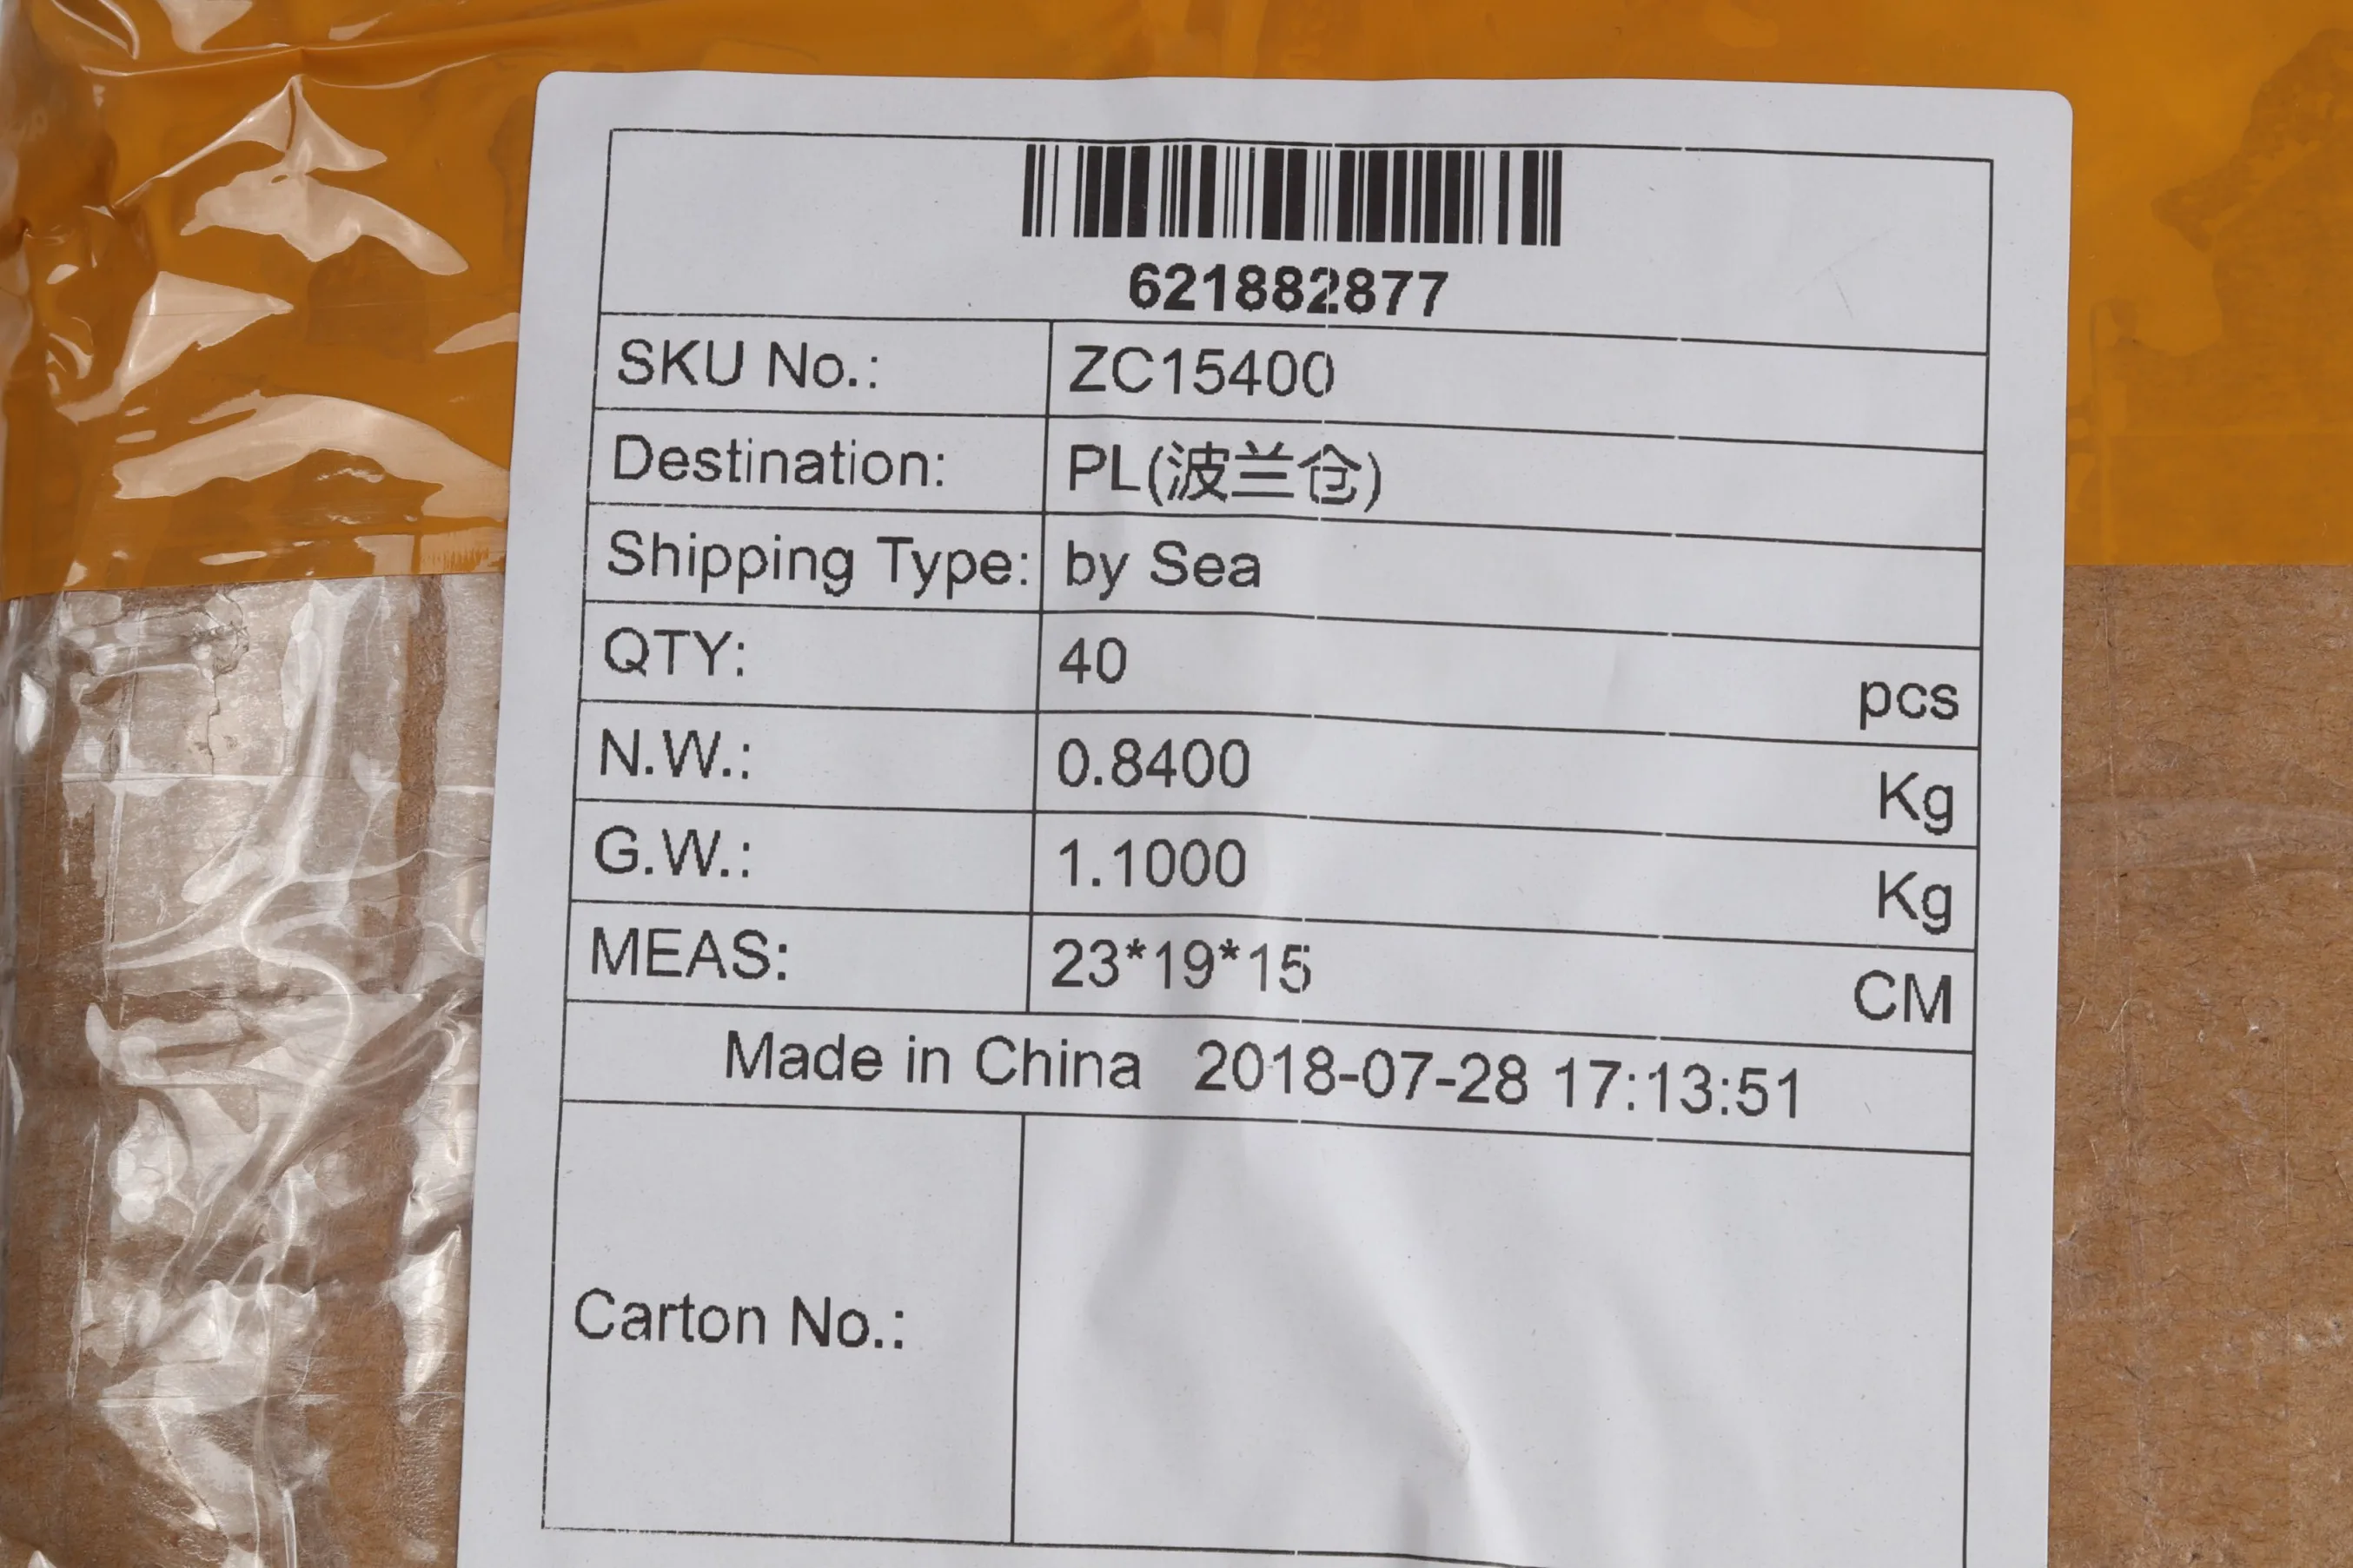 621882877
SKU No.: ZC15400
Destination: PL(波兰仓)
Shipping Type: by Sea
QTY: 40 pcs
N.W.: 0.8400 Kg
G.W.: 1.1000 Kg
MEAS: 23*19*15 CM
Made in China 2018-07-28 17:13:51
Carton No.: